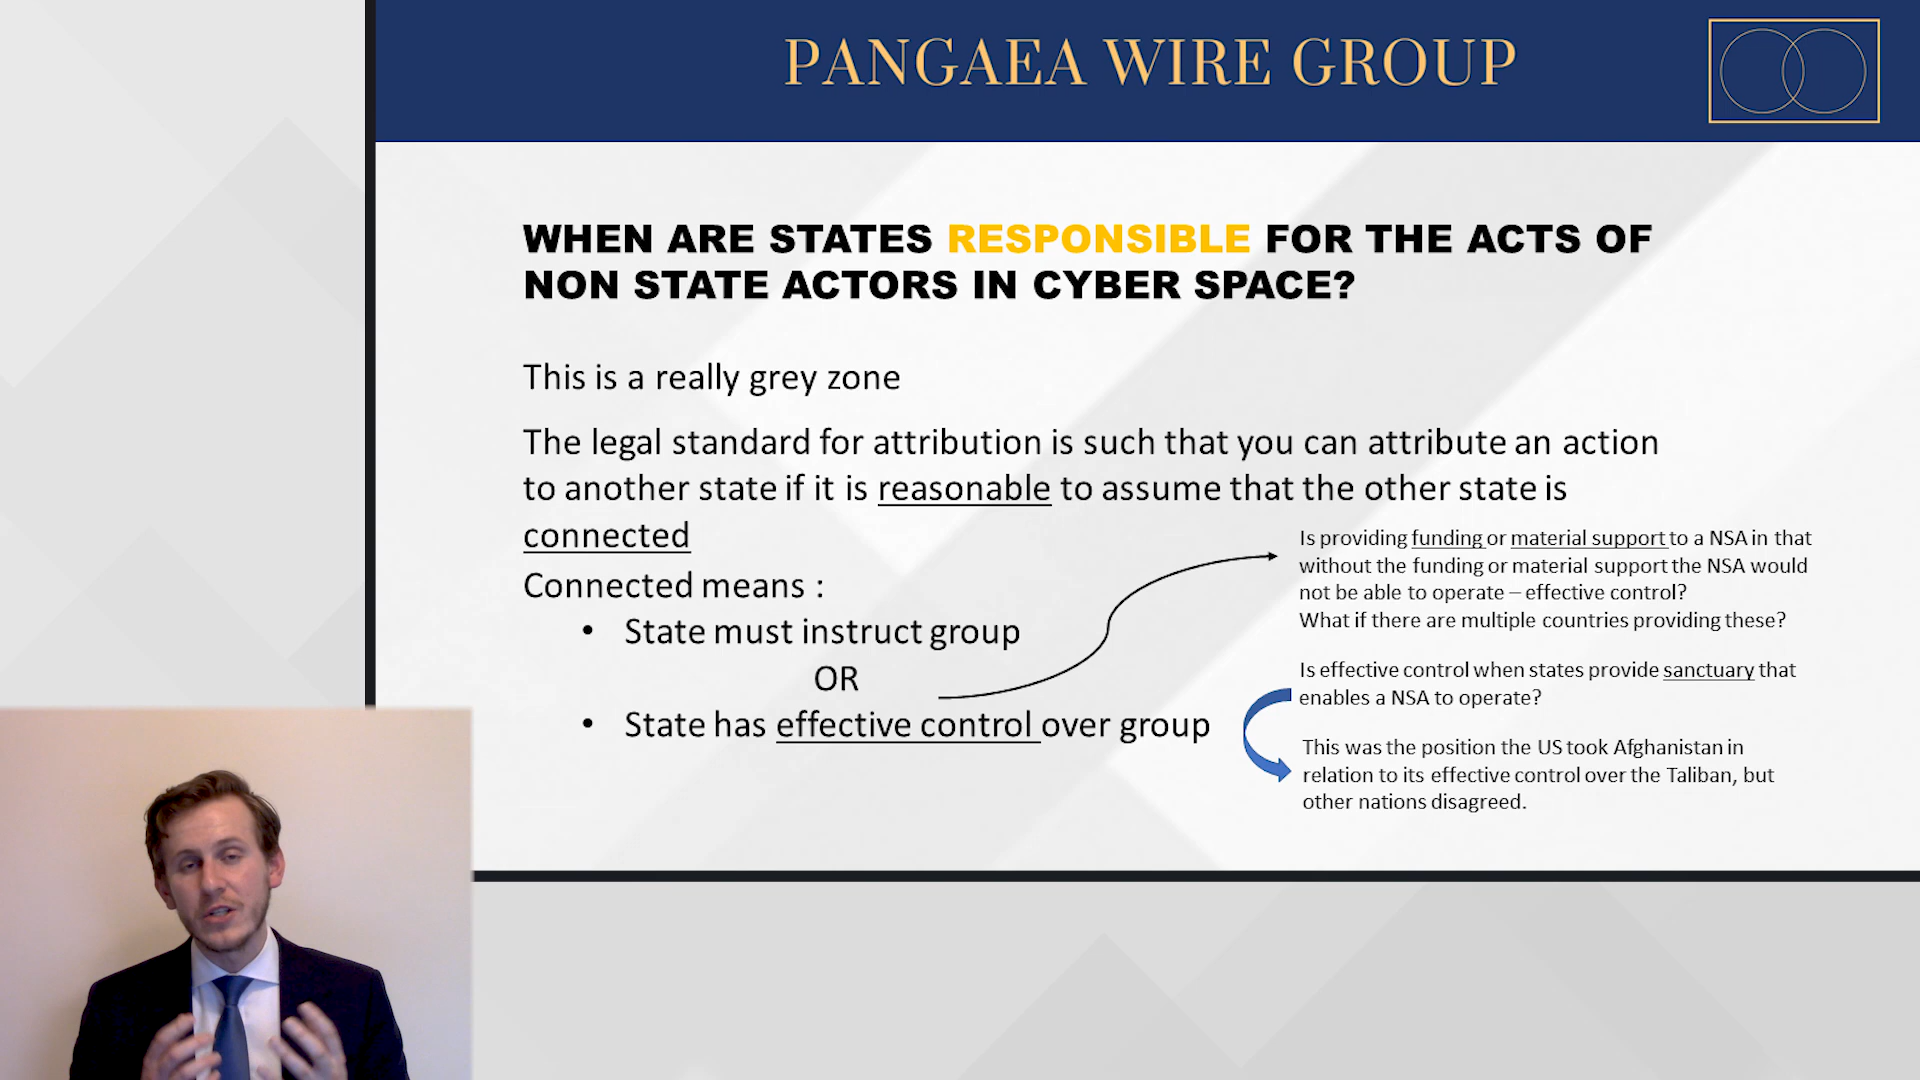 PANGAEA WIRE GROUP
WHEN ARE STATES RESPONSIBLE FOR THE ACTS OF
NON STATE ACTORS IN CYBER SPACE?
This is a really grey zone
The legal standard for attribution is such that you can attribute an action
to another state if it is reasonable to assume that the other state is
connected
Connected means :
• State must instruct group
OR
• State has effective control over group
Is providing funding or material support to a NSA in that
without the funding or material support the NSA would
not be able to operate – effective control?
What if there are multiple countries providing these?
Is effective control when states provide sanctuary that
enables a NSA to operate?
This was the position the US took Afghanistan in
relation to its effective control over the Taliban, but
other nations disagreed.